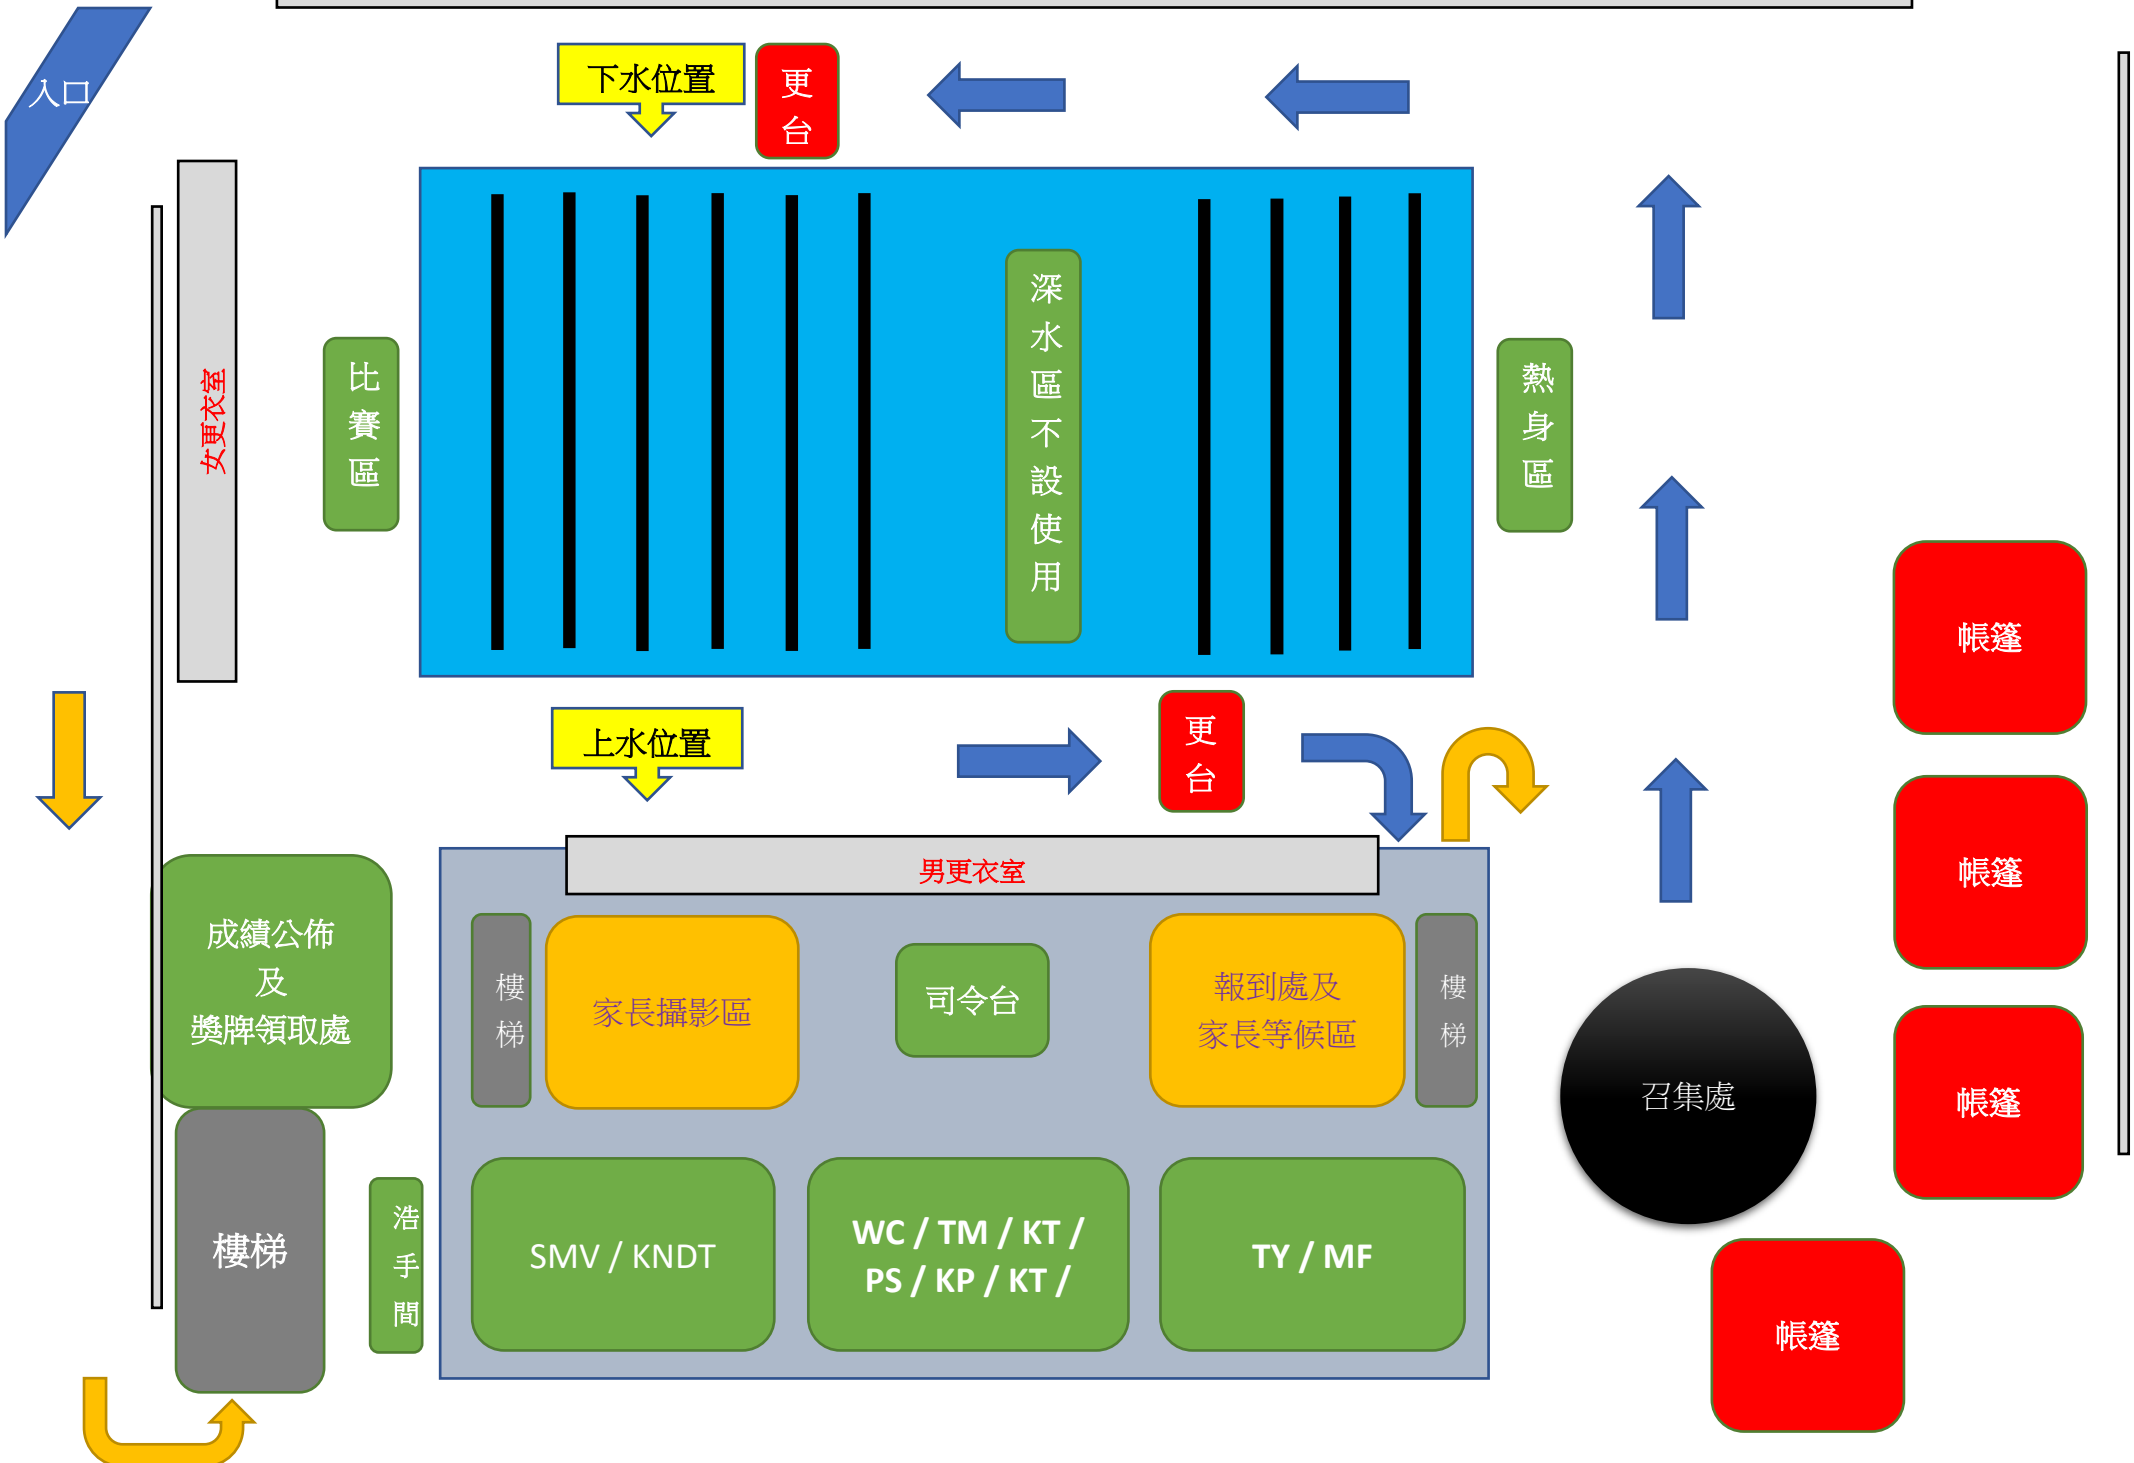 入口
下水位置
更
台
女更衣室
比
賽
區
深
水
區
不
設
使
用
熱
身
區
帳篷
上水位置
更
台
男更衣室
帳篷
成績公佈
及
獎牌領取處
樓
梯
家長攝影區
司令台
報到處及
家長等候區
樓
梯
召集處
帳篷
樓梯
浩
手
間
SMV / KNDT
WC / TM / KT /
PS / KP / KT /
TY / MF
帳篷